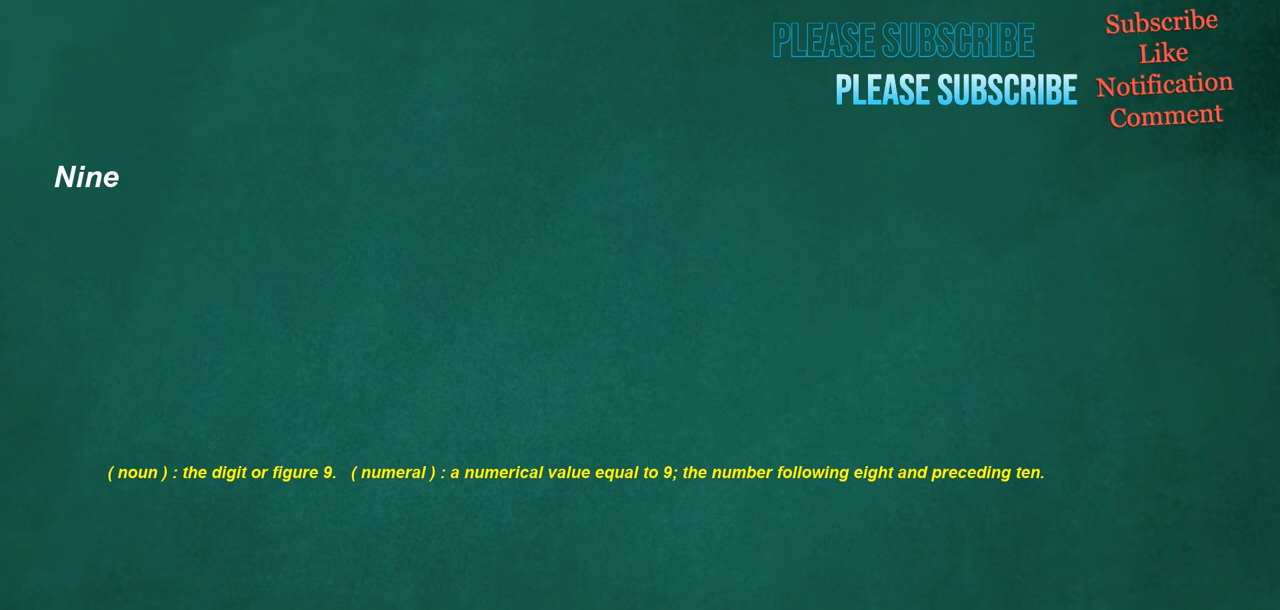 PLEASE SUBSCRIBE
PLEASE SUBSCRIBE
Subscribe
Like
Notification
Comment
Nine
( noun ) : the digit or figure 9.   ( numeral ) : a numerical value equal to 9; the number following eight and preceding ten.